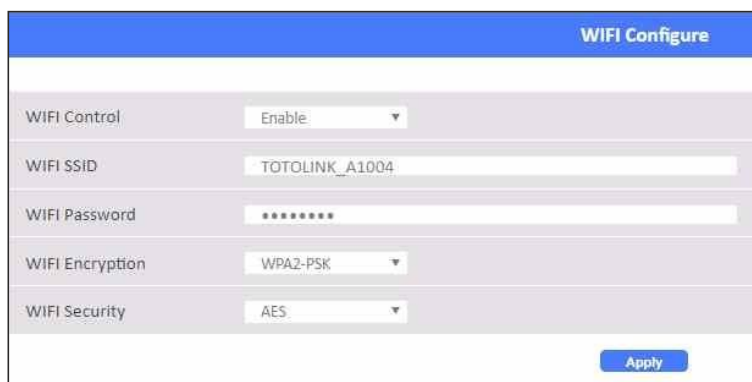 WIFI Configure
WIFI Control Enable
WIFI SSID TOTOLINK_A1004
WIFI Password ••••••••
WIFI Encryption WPA2-PSK
WIFI Security AES
Apply